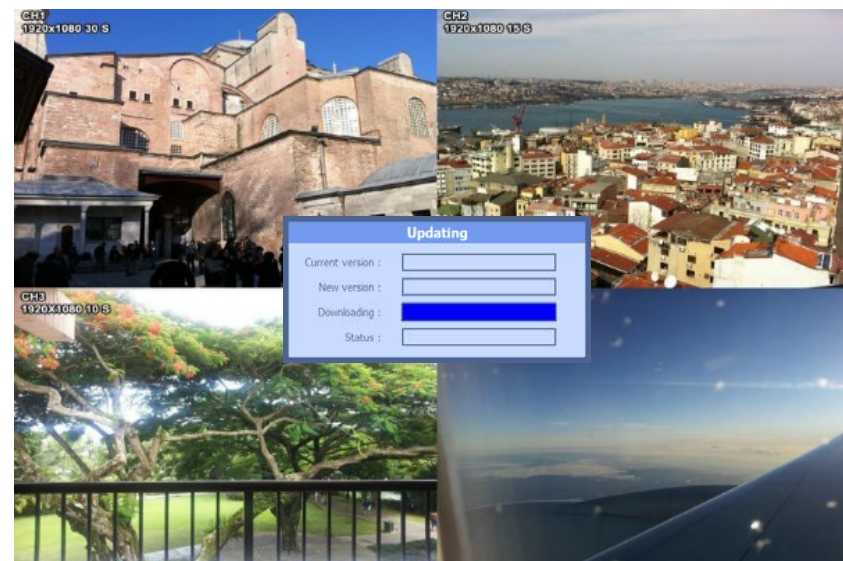 CH1
1920x1080 30 S
CH2
1920x1080 15 S
Updating
Current version :
New version :
Downloading :
Status :
CH3
1920X1080 10 S